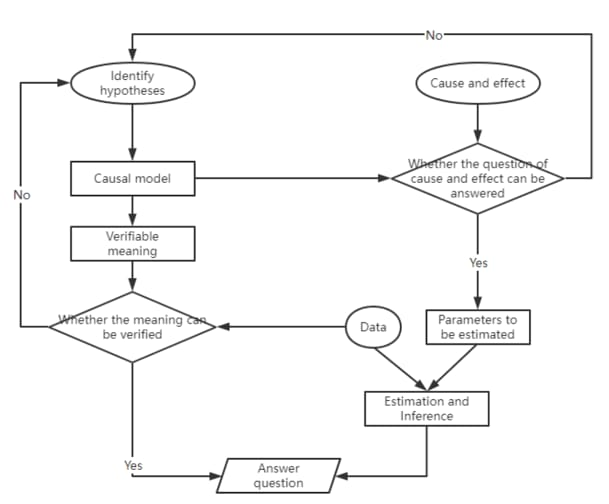 No
Identify
hypotheses
Cause and effect
Whether the question of
cause and effect can be
answered
Causal model
No
Verifiable
meaning
Yes
Whether the meaning can
be verified
Data
Parameters to
be estimated
Estimation and
Inference
Yes
Answer
question